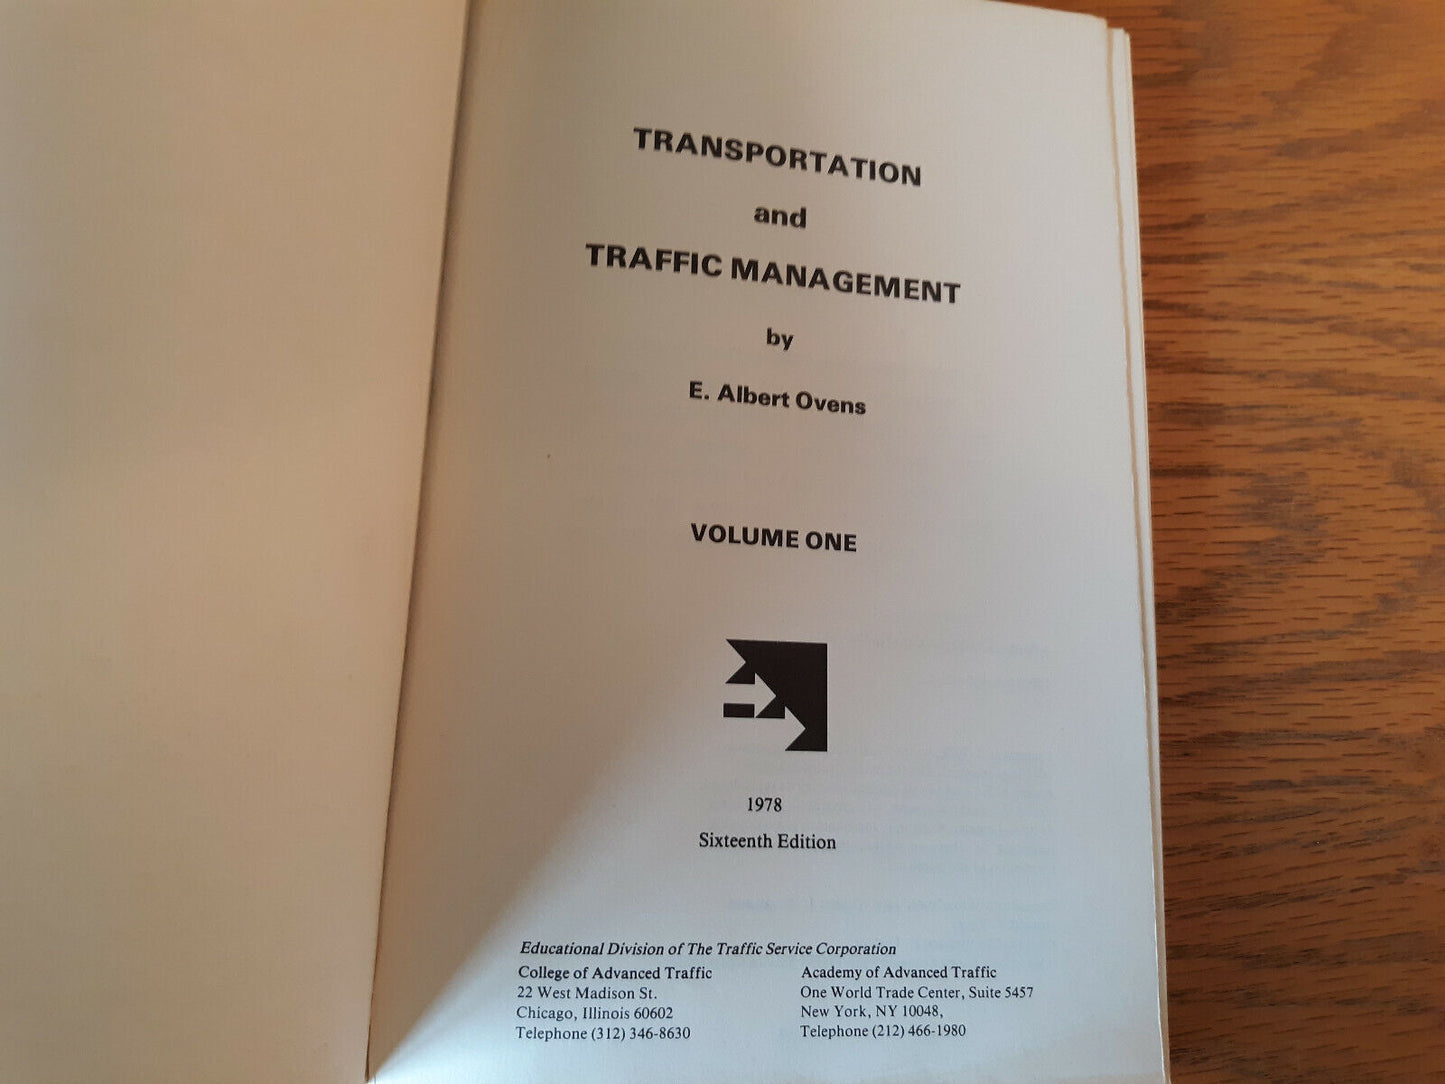 TRANSPORTATION
and
TRAFFIC MANAGEMENT
by
E. Albert Ovens
VOLUME ONE
1978
Sixteenth Edition
Educational Division of The Traffic Service Corporation
College of Advanced Traffic
22 West Madison St.
Chicago, Illinois 60602
Telephone (312) 346-8630
Academy of Advanced Traffic
One World Trade Center, Suite 5457
New York, NY 10048,
Telephone (212) 466-1980